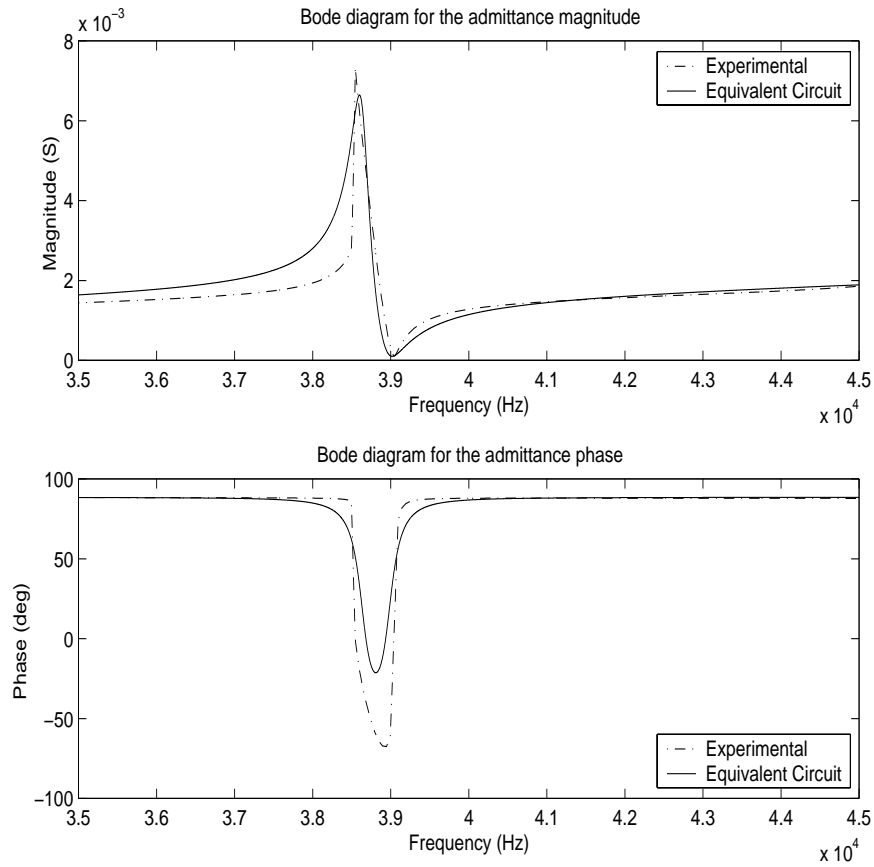 Bode diagram for the admittance magnitude
x 10⁻³
8
6
4
2
0
Magnitude (S)
Experimental
Equivalent Circuit
3.5 3.6 3.7 3.8 3.9 4 4.1 4.2 4.3 4.4 4.5
Frequency (Hz)
x 10⁴
Bode diagram for the admittance phase
100
50
0
−50
−100
Phase (deg)
Experimental
Equivalent Circuit
3.5 3.6 3.7 3.8 3.9 4 4.1 4.2 4.3 4.4 4.5
Frequency (Hz)
x 10⁴